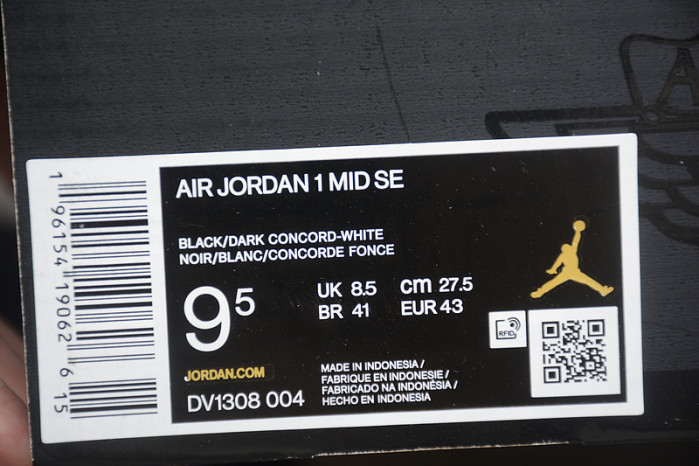 1 96154 19062 6 15
AIR JORDAN 1 MID SE
BLACK/DARK CONCORD-WHITE
NOIR/BLANC/CONCORDE FONCE
9.5
UK 8.5 cm 27.5
BR 41 EUR 43
RFID
JORDAN.COM
DV1308 004
MADE IN INDONESIA /
FABRIQUE EN INDONESIE /
FABRICADO NA INDONÉSIA /
HECHO EN INDONESIA
A